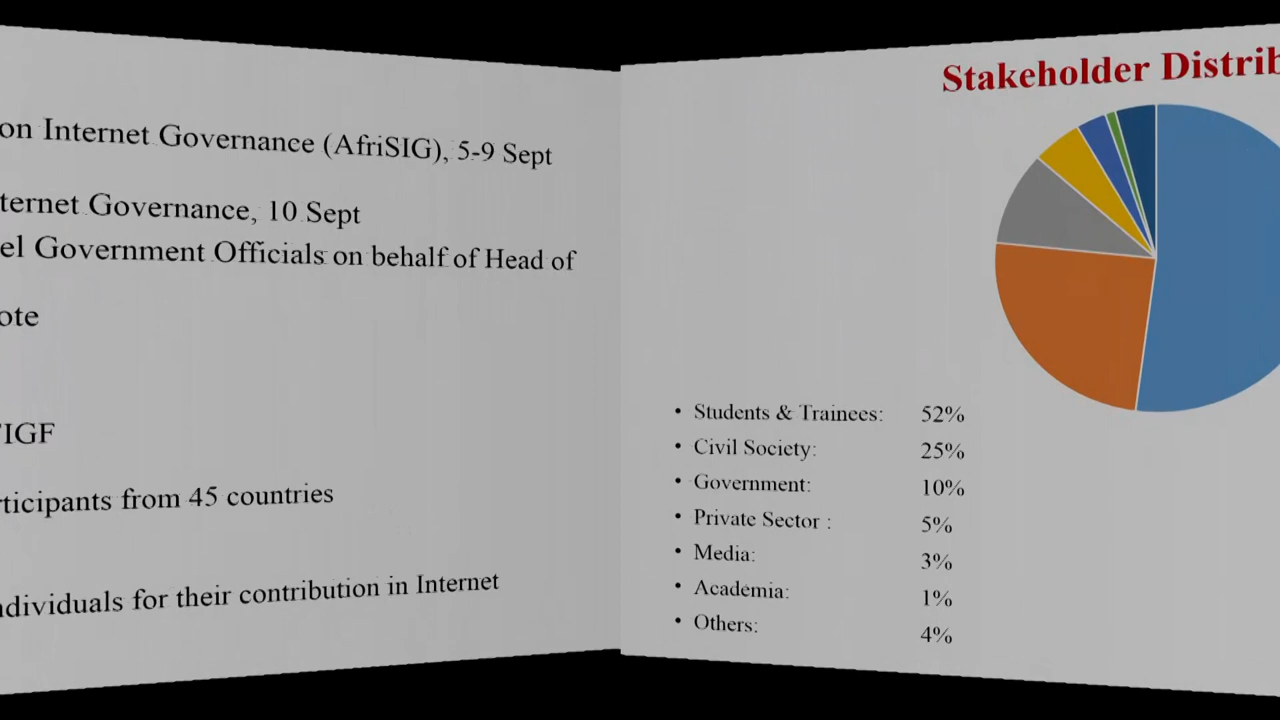 on Internet Governance (AfriSIG), 5-9 Sept
ternet Governance, 10 Sept
el Government Officials on behalf of Head of
ote
IGF
rticipants from 45 countries
ndividuals for their contribution in Internet
Stakeholder Distrib
• Students & Trainees: 52%
• Civil Society: 25%
• Government: 10%
• Private Sector : 5%
• Media: 3%
• Academia: 1%
• Others: 4%